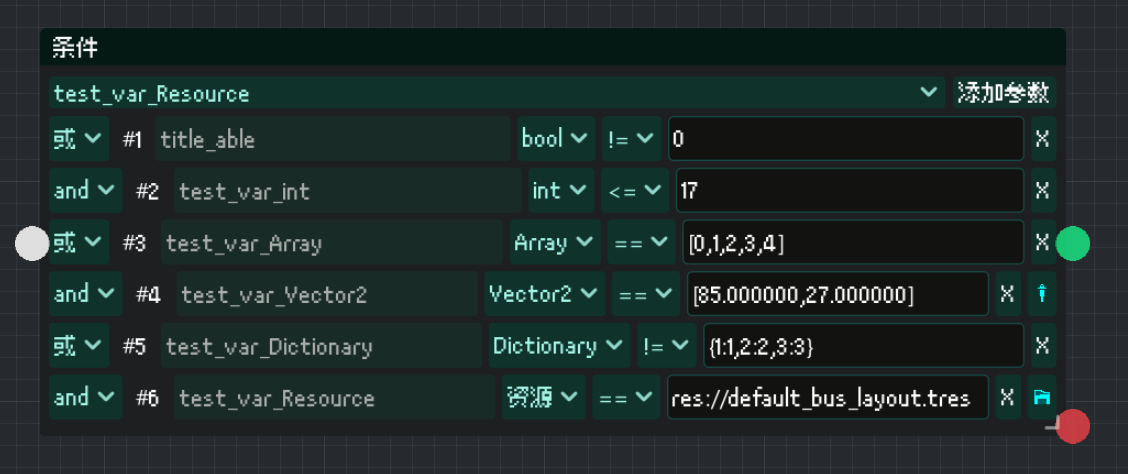 条件
test_var_Resource 添加参数
或 #1 title_able bool != 0 X
and #2 test_var_int int <= 17 X
或 #3 test_var_Array Array == [0,1,2,3,4] X
and #4 test_var_Vector2 Vector2 == [85.000000,27.000000] X
或 #5 test_var_Dictionary Dictionary != {1:1,2:2,3:3} X
and #6 test_var_Resource 资源 == res://default_bus_layout.tres X